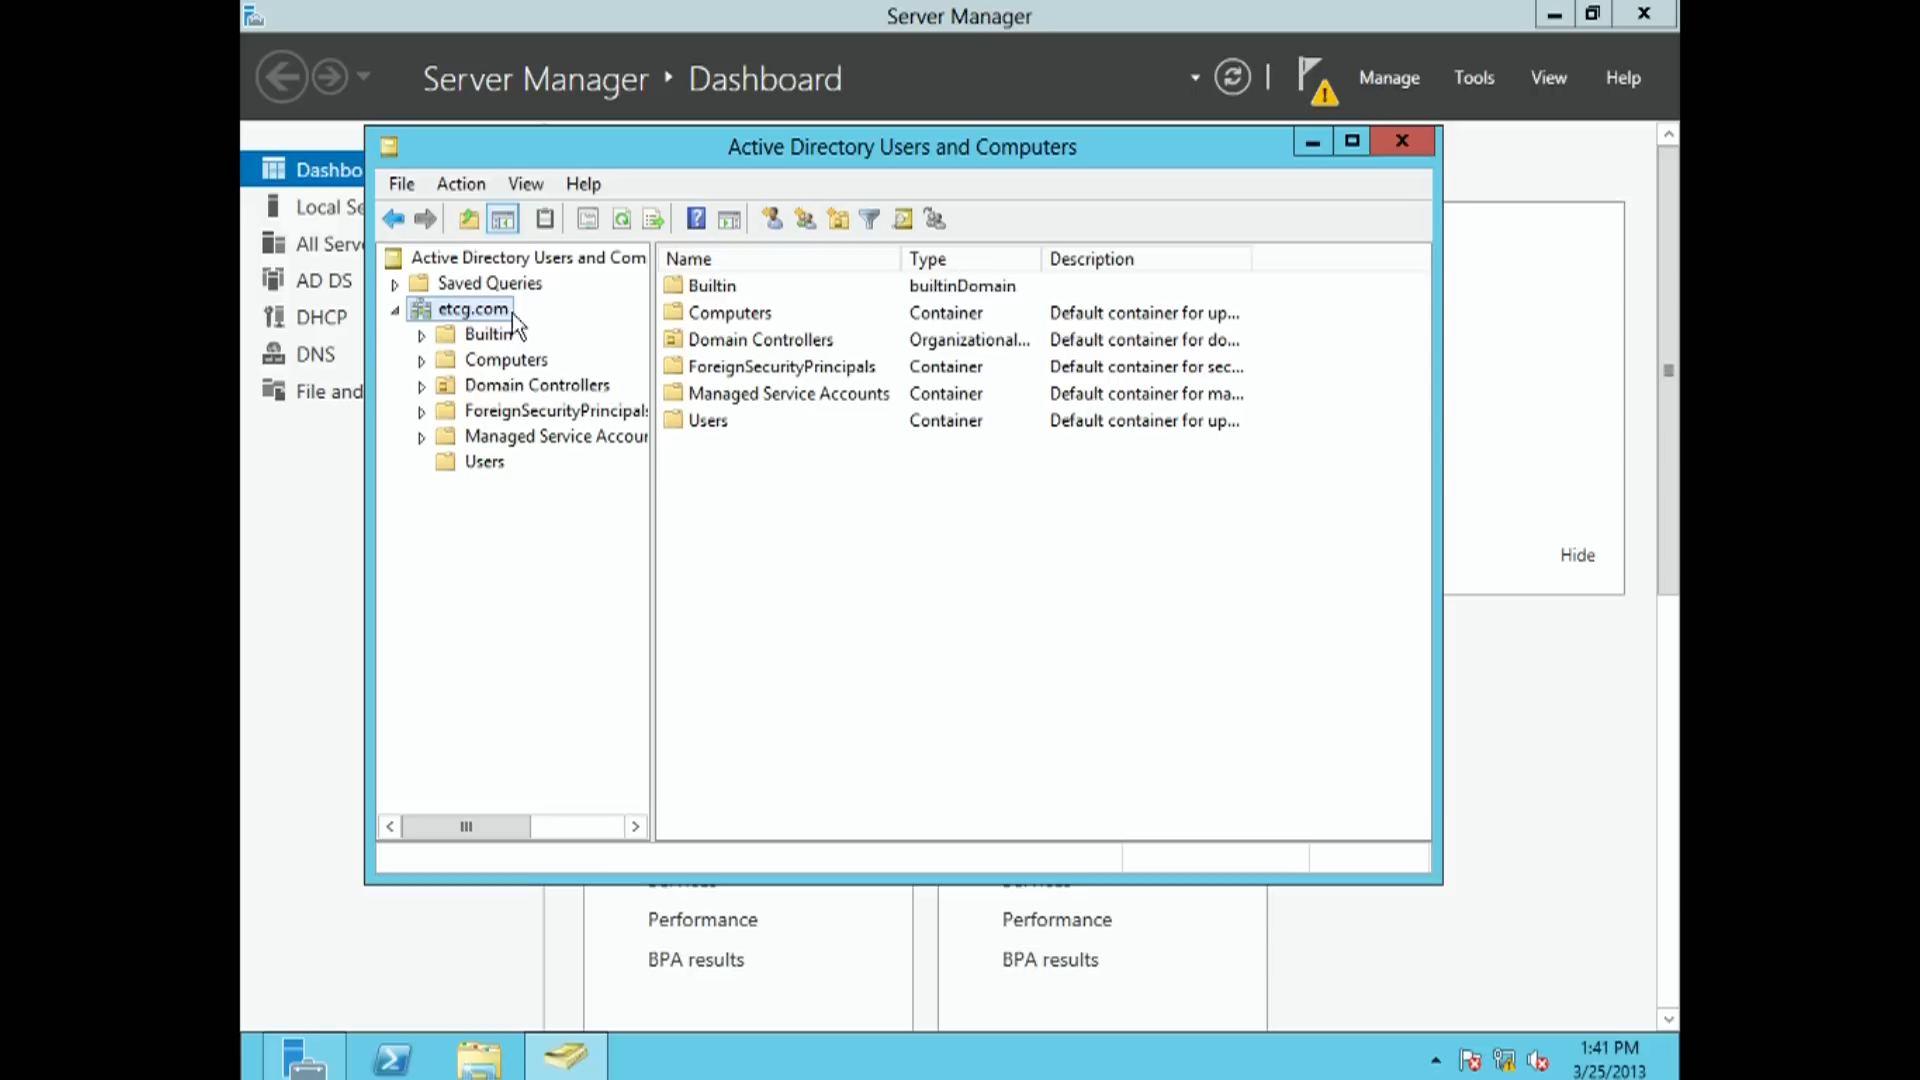 Server Manager
Server Manager ‣ Dashboard
Manage
Tools
View
Help
Active Directory Users and Computers
Dashbo
Local Se
All Serve
AD DS
DHCP
DNS
File and
File
Action
View
Help
Active Directory Users and Com
Saved Queries
etcg.com
Builtin
Computers
Domain Controllers
ForeignSecurityPrincipals
Managed Service Accour
Users
Name Type Description
Builtin builtinDomain
Computers Container Default container for up...
Domain Controllers Organizational... Default container for do...
ForeignSecurityPrincipals Container Default container for sec...
Managed Service Accounts Container Default container for ma...
Users Container Default container for up...
Hide
Performance
BPA results
Performance
BPA results
1:41 PM
3/25/2013